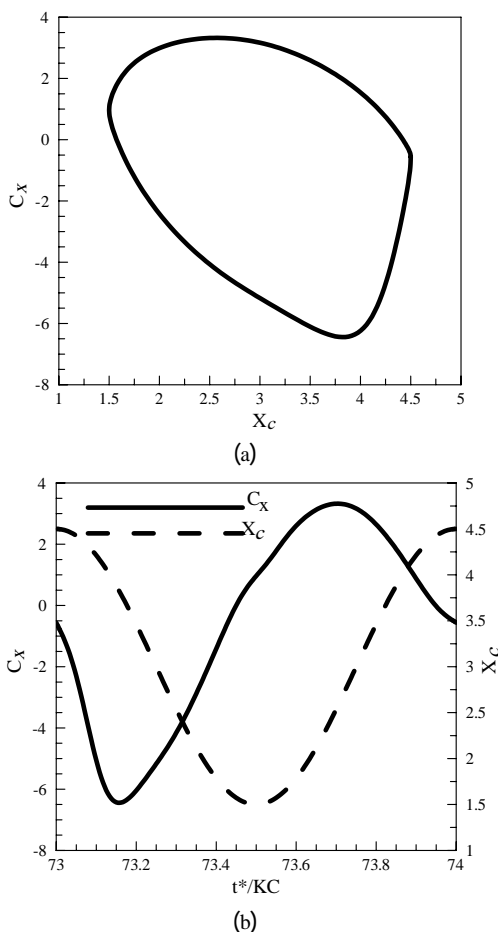 4
2
0
-2
-4
-6
-8
C_X
1 1.5 2 2.5 3 3.5 4 4.5 5
X_C
(a)
4 5
C_X
2 4.5
X_C
4
0 3.5
-2 3
-4 2.5
2
-6 1.5
-8 1
C_X
X_C
73 73.2 73.4 73.6 73.8 74
t*/KC
(b)